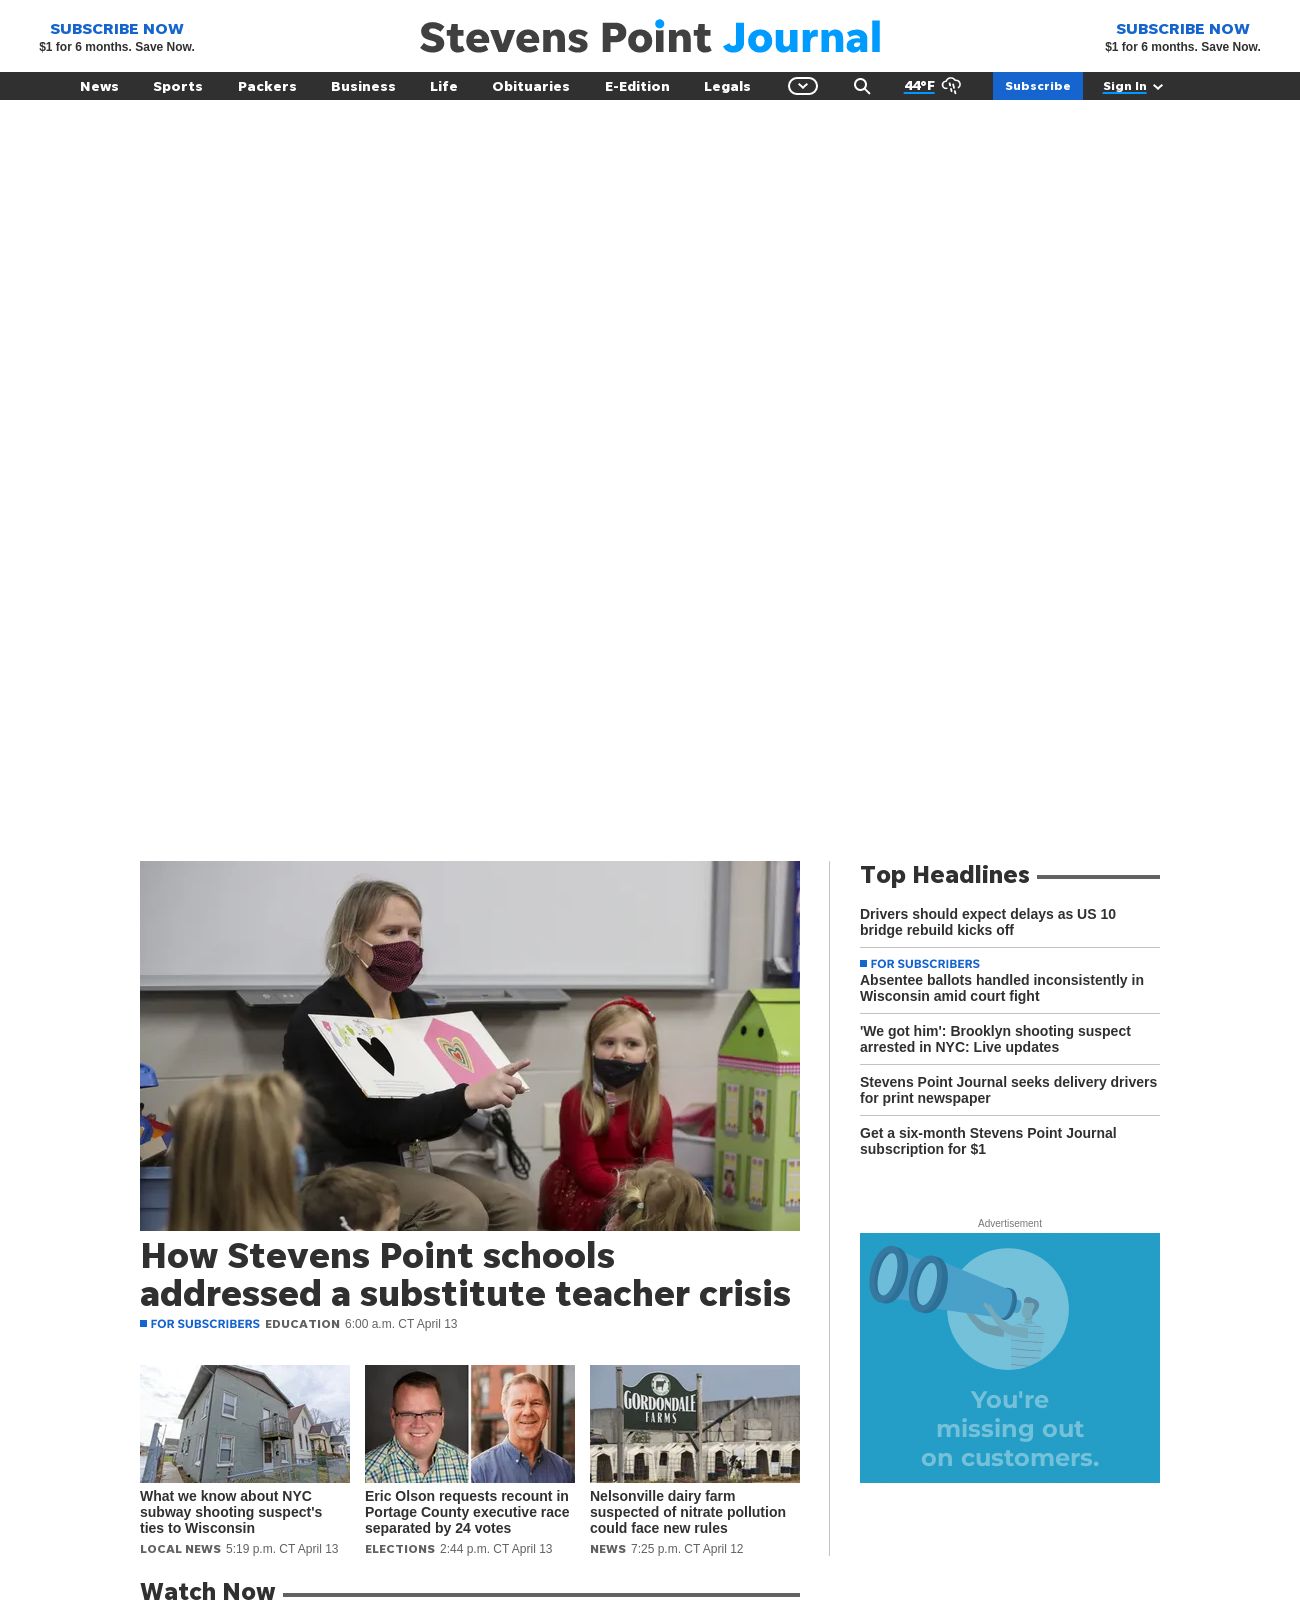 SUBSCRIBE NOW
$1 for 6 months. Save Now.
Stevens Point Journal
SUBSCRIBE NOW
$1 for 6 months. Save Now.
News Sports Packers Business Life Obituaries E-Edition Legals 44°F Subscribe Sign In
How Stevens Point schools
addressed a substitute teacher crisis
FOR SUBSCRIBERS EDUCATION 6:00 a.m. CT April 13
GORDONDALE
FARMS
What we know about NYC
subway shooting suspect's
ties to Wisconsin
LOCAL NEWS 5:19 p.m. CT April 13
Eric Olson requests recount in
Portage County executive race
separated by 24 votes
ELECTIONS 2:44 p.m. CT April 13
Nelsonville dairy farm
suspected of nitrate pollution
could face new rules
NEWS 7:25 p.m. CT April 12
Watch Now
Top Headlines
Drivers should expect delays as US 10
bridge rebuild kicks off
FOR SUBSCRIBERS
Absentee ballots handled inconsistently in
Wisconsin amid court fight
'We got him': Brooklyn shooting suspect
arrested in NYC: Live updates
Stevens Point Journal seeks delivery drivers
for print newspaper
Get a six-month Stevens Point Journal
subscription for $1
Advertisement
You're
missing out
on customers.